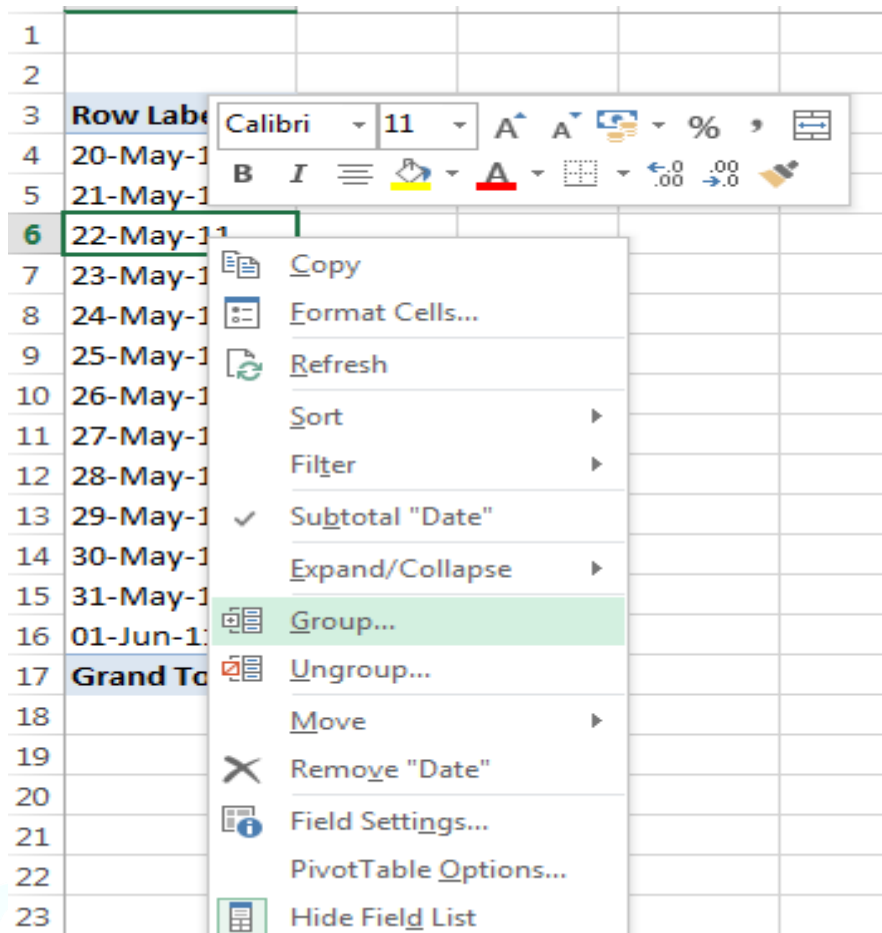 1
2
3 Row Labe
Calibri 11 A A % ,
4 20-May-1
B I A .00 .00
5 21-May-1
6 22-May-11
Copy
7 23-May-1
8 24-May-1 Format Cells...
9 25-May-1 Refresh
10 26-May-1
Sort
11 27-May-1
Filter
12 28-May-1
13 29-May-1 Subtotal "Date"
14 30-May-1 Expand/Collapse
15 31-May-1
16 01-Jun-1 Group...
17 Grand To Ungroup...
18 Move
19 Remove "Date"
20
Field Settings...
21
22 PivotTable Options...
23 Hide Field List